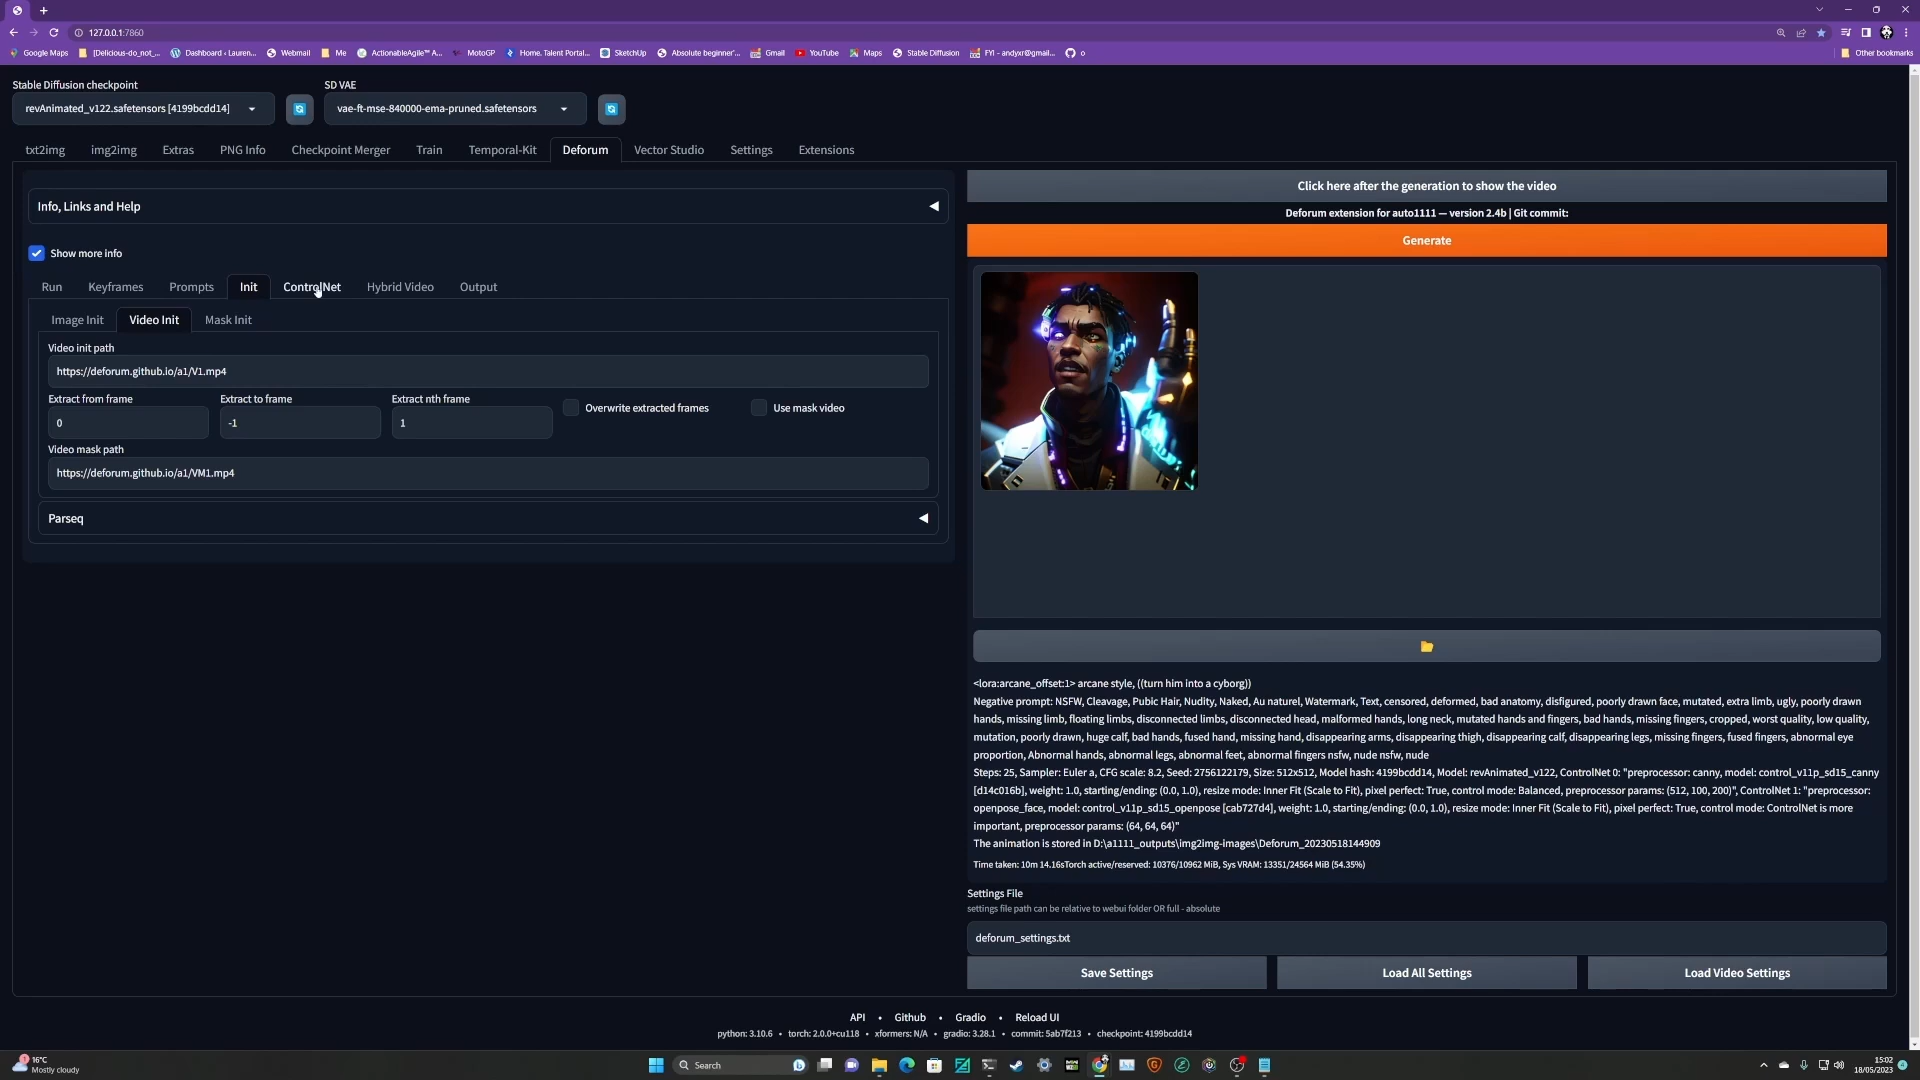 127.0.0.1:7860
Google Maps
[Delicious-do_not_...
Dashboard ‹ Lauren...
Webmail
Me
ActionableAgile™ A...
MotoGP
Home. Talent Portal...
SketchUp
Absolute beginner'...
Gmail
YouTube
Maps
Stable Diffusion
FYI - andyxr@gmail....
o
Other bookmarks
Stable Diffusion checkpoint
SD VAE
revAnimated_v122.safetensors [4199bcdd14]
vae-ft-mse-840000-ema-pruned.safetensors
txt2img
img2img
Extras
PNG Info
Checkpoint Merger
Train
Temporal-Kit
Deforum
Vector Studio
Settings
Extensions
Info, Links and Help
Show more info
Run
Keyframes
Prompts
Init
ControlNet
Hybrid Video
Output
Image Init
Video Init
Mask Init
Video init path
https://deforum.github.io/a1/V1.mp4
Extract from frame
Extract to frame
Extract nth frame
Overwrite extracted frames
Use mask video
0
-1
1
Video mask path
https://deforum.github.io/a1/VM1.mp4
Parseq
Click here after the generation to show the video
Deforum extension for auto1111 — version 2.4b | Git commit:
Generate
<lora:arcane_offset:1> arcane style, ((turn him into a cyborg))
Negative prompt: NSFW, Cleavage, Pubic Hair, Nudity, Naked, Au naturel, Watermark, Text, censored, deformed, bad anatomy, disfigured, poorly drawn face, mutated, extra limb, ugly, poorly drawn
hands, missing limb, floating limbs, disconnected limbs, disconnected head, malformed hands, long neck, mutated hands and fingers, bad hands, missing fingers, cropped, worst quality, low quality,
mutation, poorly drawn, huge calf, bad hands, fused hand, missing hand, disappearing arms, disappearing thigh, disappearing calf, disappearing legs, missing fingers, fused fingers, abnormal eye
proportion, Abnormal hands, abnormal legs, abnormal feet, abnormal fingers nsfw, nude nsfw, nude
Steps: 25, Sampler: Euler a, CFG scale: 8.2, Seed: 2756122179, Size: 512x512, Model hash: 4199bcdd14, Model: revAnimated_v122, ControlNet 0: "preprocessor: canny, model: control_v11p_sd15_canny
[d14c016b], weight: 1.0, starting/ending: (0.0, 1.0), resize mode: Inner Fit (Scale to Fit), pixel perfect: True, control mode: Balanced, preprocessor params: (512, 100, 200)", ControlNet 1: "preprocessor:
openpose_face, model: control_v11p_sd15_openpose [cab727d4], weight: 1.0, starting/ending: (0.0, 1.0), resize mode: Inner Fit (Scale to Fit), pixel perfect: True, control mode: ControlNet is more
important, preprocessor params: (64, 64, 64)"
The animation is stored in D:\a1111_outputs\img2img-images\Deforum_20230518144909
Time taken: 10m 14.16sTorch active/reserved: 10376/10962 MiB, Sys VRAM: 13351/24564 MiB (54.35%)
Settings File
settings file path can be relative to webui folder OR full - absolute
deforum_settings.txt
Save Settings
Load All Settings
Load Video Settings
API • Github • Gradio • Reload UI
python: 3.10.6 • torch: 2.0.0+cu118 • xformers: N/A • gradio: 3.28.1 • commit: 5ab7f213 • checkpoint: 4199bcdd14
1
16°C
Mostly cloudy
Search
15:02
18/05/2023